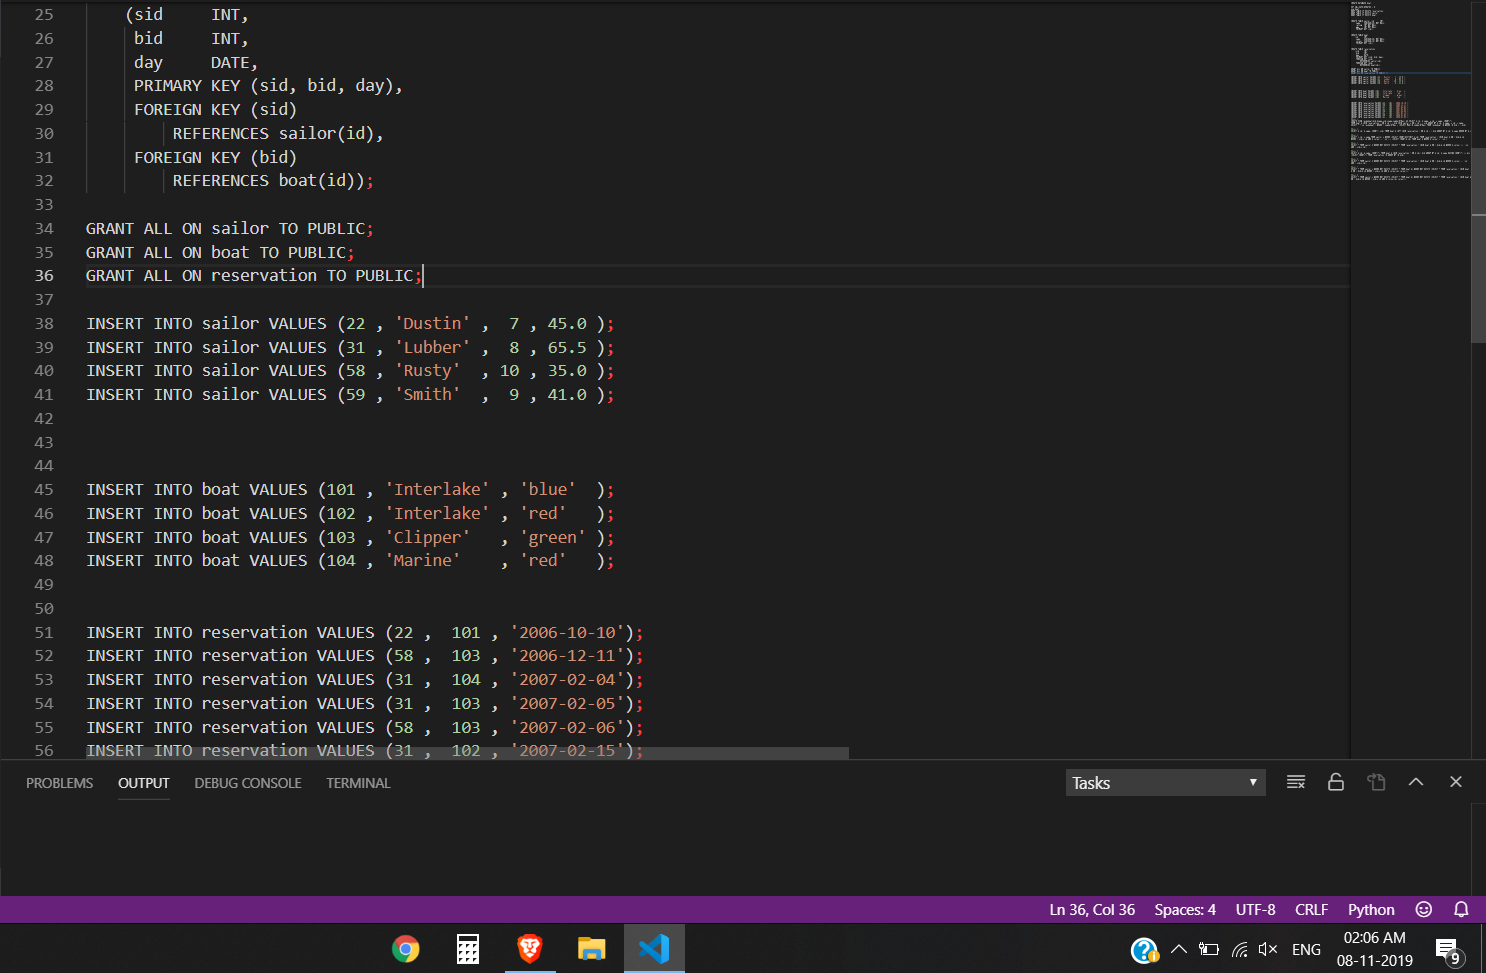 25 (sid INT,
26 bid INT,
27 day DATE,
28 PRIMARY KEY (sid, bid, day),
29 FOREIGN KEY (sid)
30 REFERENCES sailor(id),
31 FOREIGN KEY (bid)
32 REFERENCES boat(id));
33
34 GRANT ALL ON sailor TO PUBLIC;
35 GRANT ALL ON boat TO PUBLIC;
36 GRANT ALL ON reservation TO PUBLIC;
37
38 INSERT INTO sailor VALUES (22 , 'Dustin' , 7 , 45.0 );
39 INSERT INTO sailor VALUES (31 , 'Lubber' , 8 , 65.5 );
40 INSERT INTO sailor VALUES (58 , 'Rusty' , 10 , 35.0 );
41 INSERT INTO sailor VALUES (59 , 'Smith' , 9 , 41.0 );
42
43
44
45 INSERT INTO boat VALUES (101 , 'Interlake' , 'blue' );
46 INSERT INTO boat VALUES (102 , 'Interlake' , 'red' );
47 INSERT INTO boat VALUES (103 , 'Clipper' , 'green' );
48 INSERT INTO boat VALUES (104 , 'Marine' , 'red' );
49
50
51 INSERT INTO reservation VALUES (22 , 101 , '2006-10-10');
52 INSERT INTO reservation VALUES (58 , 103 , '2006-12-11');
53 INSERT INTO reservation VALUES (31 , 104 , '2007-02-04');
54 INSERT INTO reservation VALUES (31 , 103 , '2007-02-05');
55 INSERT INTO reservation VALUES (58 , 103 , '2007-02-06');
56 INSERT INTO reservation VALUES (31 , 102 , '2007-02-15');
PROBLEMS OUTPUT DEBUG CONSOLE TERMINAL Tasks
Ln 36, Col 36 Spaces: 4 UTF-8 CRLF Python
ENG 02:06 AM
08-11-2019 9